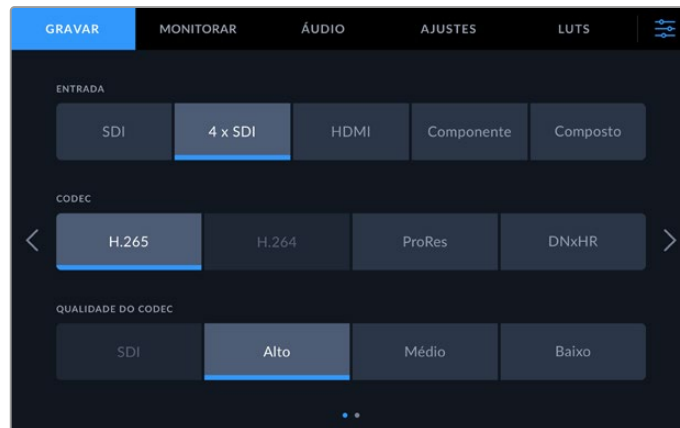 GRAVAR MONITORAR ÁUDIO AJUSTES LUTS
ENTRADA
SDI 4 x SDI HDMI Componente Composto
CODEC
H.265 H.264 ProRes DNxHR
QUALIDADE DO CODEC
SDI Alto Médio Baixo